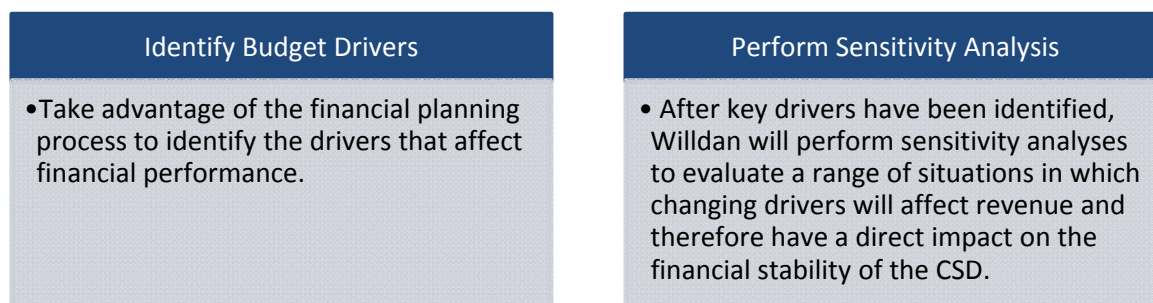 Identify Budget Drivers
•Take advantage of the financial planning
process to identify the drivers that affect
financial performance.
Perform Sensitivity Analysis
• After key drivers have been identified,
Willdan will perform sensitivity analyses
to evaluate a range of situations in which
changing drivers will affect revenue and
therefore have a direct impact on the
financial stability of the CSD.